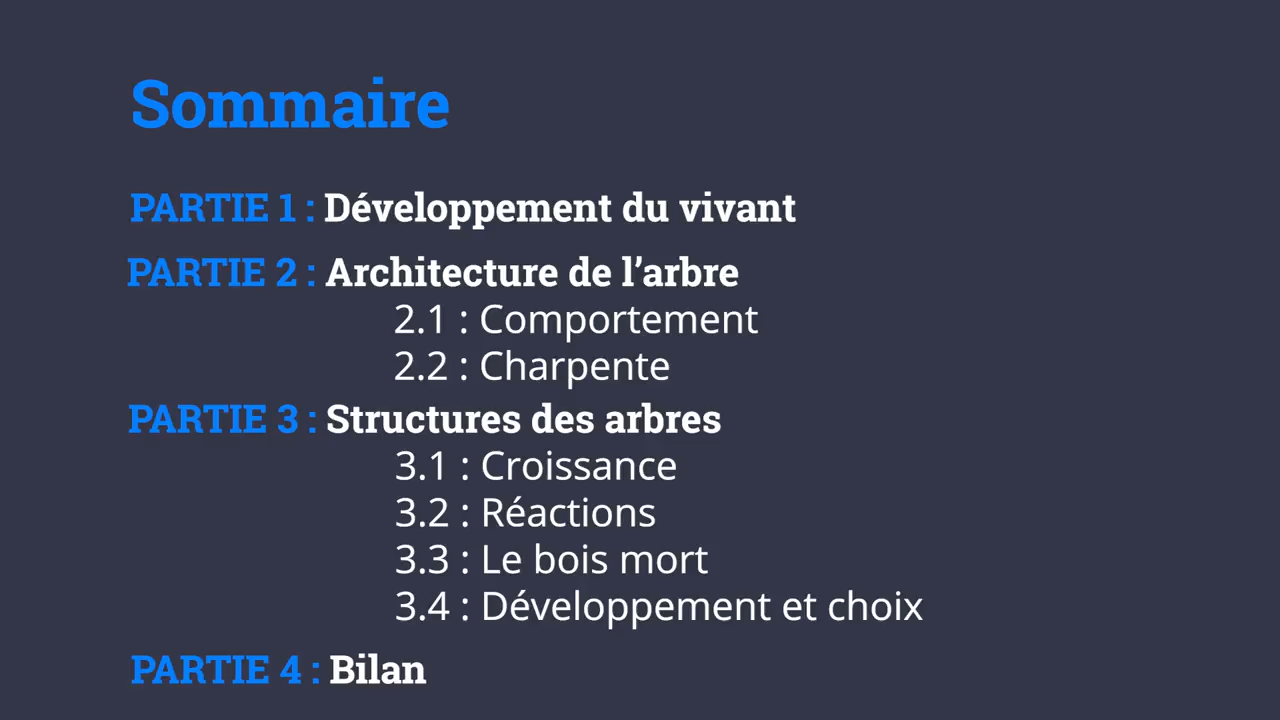 Sommaire
PARTIE 1 : Développement du vivant
PARTIE 2 : Architecture de l’arbre
2.1 : Comportement
2.2 : Charpente
PARTIE 3 : Structures des arbres
3.1 : Croissance
3.2 : Réactions
3.3 : Le bois mort
3.4 : Développement et choix
PARTIE 4 : Bilan